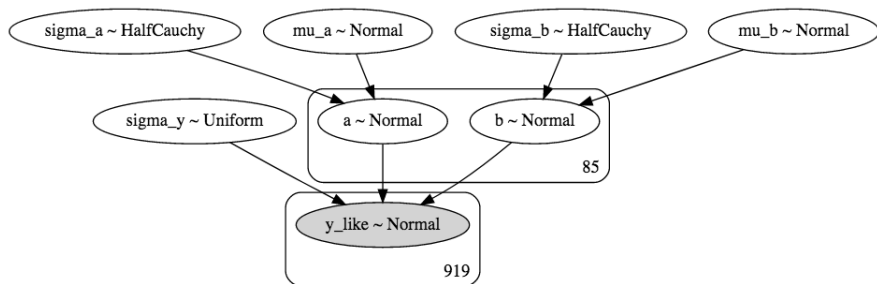 sigma_a ~ HalfCauchy
mu_a ~ Normal
sigma_b ~ HalfCauchy
mu_b ~ Normal
sigma_y ~ Uniform
a ~ Normal
b ~ Normal
85
y_like ~ Normal
919